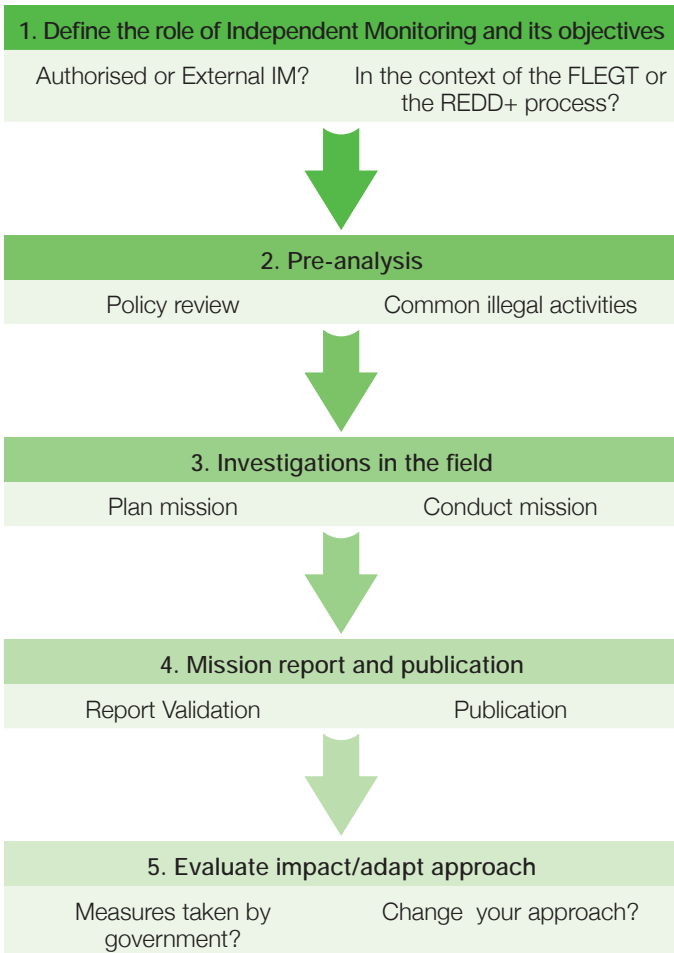 1. Define the role of Independent Monitoring and its objectives
Authorised or External IM?
In the context of the FLEGT or
the REDD+ process?
2. Pre-analysis
Policy review
Common illegal activities
3. Investigations in the field
Plan mission
Conduct mission
4. Mission report and publication
Report Validation
Publication
5. Evaluate impact/adapt approach
Measures taken by
government?
Change your approach?